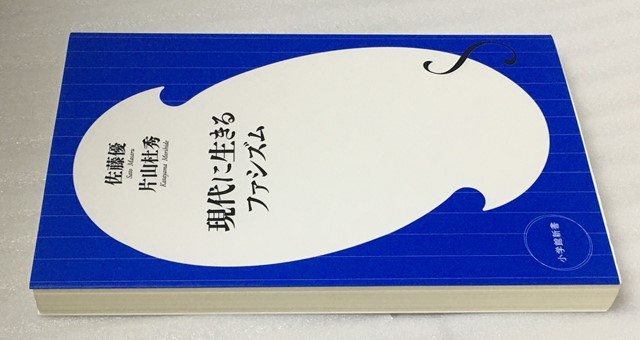 現代に生きる
ファシズム
佐藤優
Sato Masaru
片山杜秀
Katayama Morihide
小学館新書